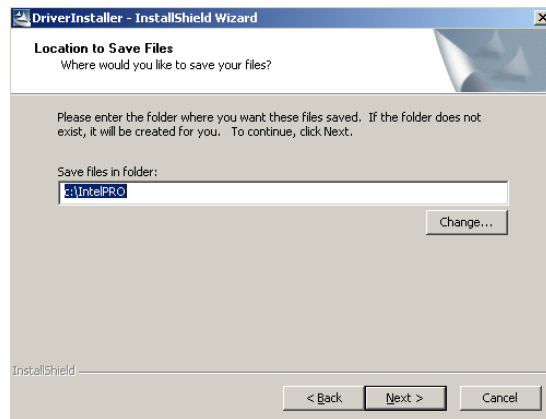 DriverInstaller - InstallShield Wizard
Location to Save Files
Where would you like to save your files?
Please enter the folder where you want these files saved. If the folder does not
exist, it will be created for you. To continue, click Next.
Save files in folder:
c:\IntelPRO
Change...
InstallShield
< Back Next > Cancel